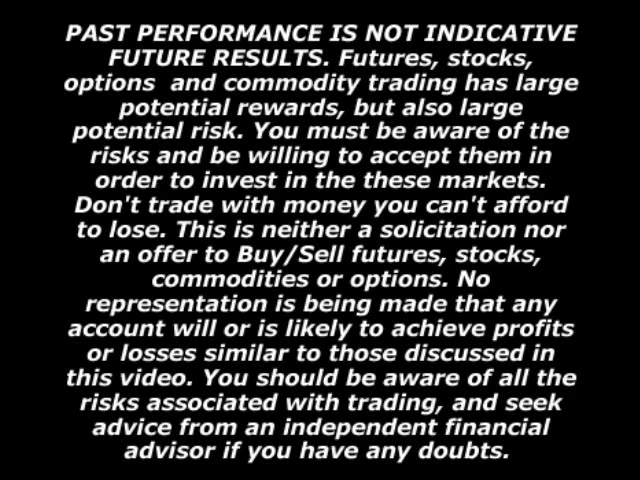 PAST PERFORMANCE IS NOT INDICATIVE
FUTURE RESULTS. Futures, stocks,
options  and commodity trading has large
potential rewards, but also large
potential risk. You must be aware of the
risks and be willing to accept them in
order to invest in the these markets.
Don't trade with money you can't afford
to lose. This is neither a solicitation nor
an offer to Buy/Sell futures, stocks,
commodities or options. No
representation is being made that any
account will or is likely to achieve profits
or losses similar to those discussed in
this video. You should be aware of all the
risks associated with trading, and seek
advice from an independent financial
advisor if you have any doubts.